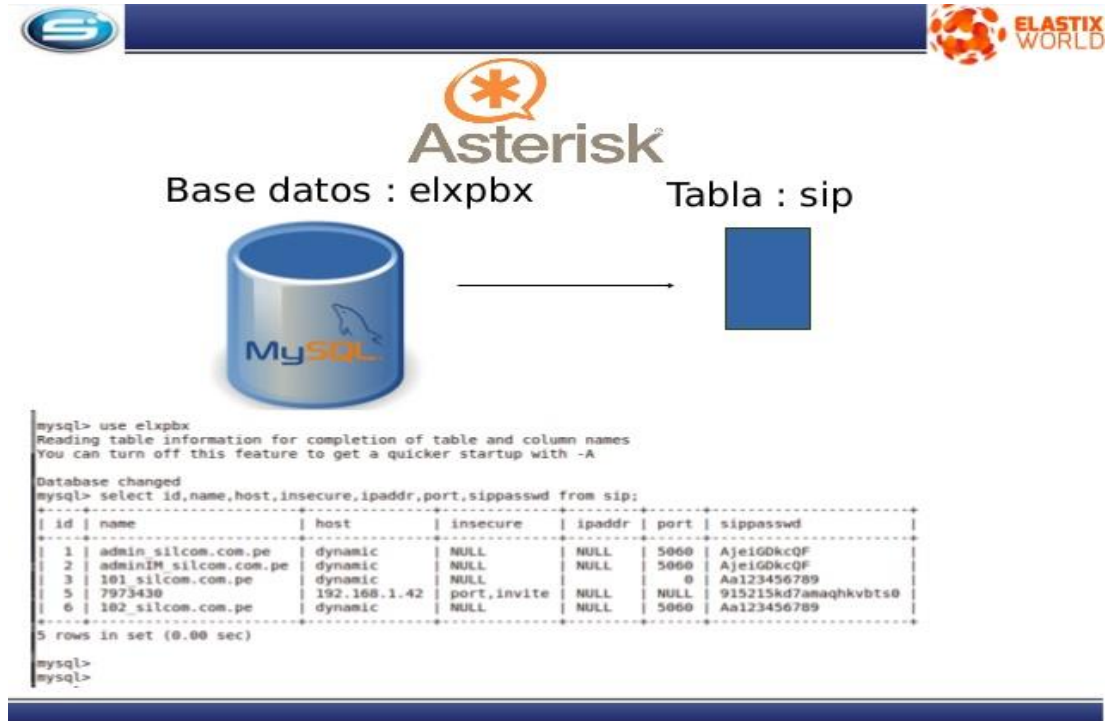 S
ELASTIX
WORLD
Asterisk
Base datos : elxpbx
Tabla : sip
MySQL
mysql> use elxpbx
Reading table information for completion of table and column names
You can turn off this feature to get a quicker startup with -A
Database changed
mysql> select id,name,host,insecure,ipaddr,port,sippasswd from sip;
+----+------------------------+--------------+-------------+--------+------+---------------------+
| id | name | host | insecure | ipaddr | port | sippasswd |
+----+------------------------+--------------+-------------+--------+------+---------------------+
| 1 | admin_silcom.com.pe | dynamic | NULL | NULL | 5060 | AjeiGDkcQF |
| 2 | adminIM_silcom.com.pe | dynamic | NULL | NULL | 5060 | AjeiGDkcQF |
| 3 | 101_silcom.com.pe | dynamic | NULL | | 0 | Aa123456789 |
| 5 | 7973430 | 192.168.1.42 | port,invite | NULL | NULL | 915215kd7amaqhkvbts0 |
| 6 | 102_silcom.com.pe | dynamic | NULL | NULL | 5060 | Aa123456789 |
+----+------------------------+--------------+-------------+--------+------+---------------------+
5 rows in set (0.00 sec)
mysql>
mysql>